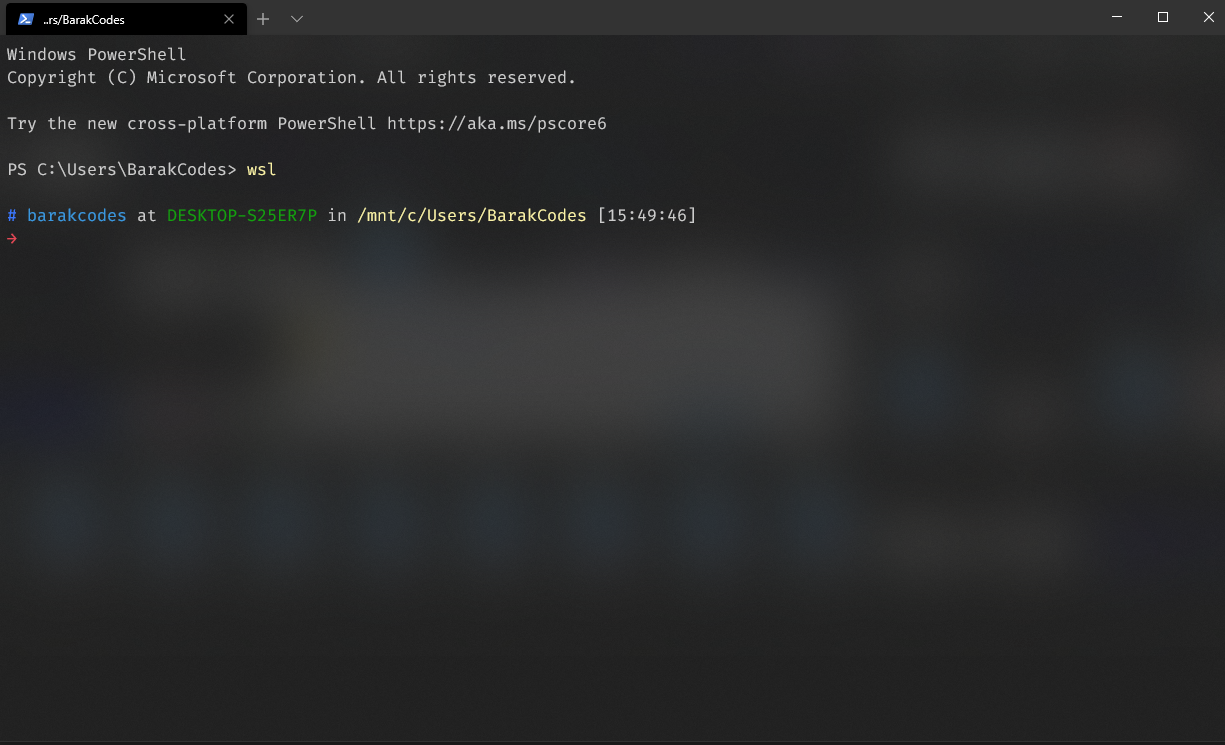 ..rs/BarakCodes
Windows PowerShell
Copyright (C) Microsoft Corporation. All rights reserved.
Try the new cross-platform PowerShell https://aka.ms/pscore6
PS C:\Users\BarakCodes> wsl
# barakcodes at DESKTOP-S25ER7P in /mnt/c/Users/BarakCodes [15:49:46]
→